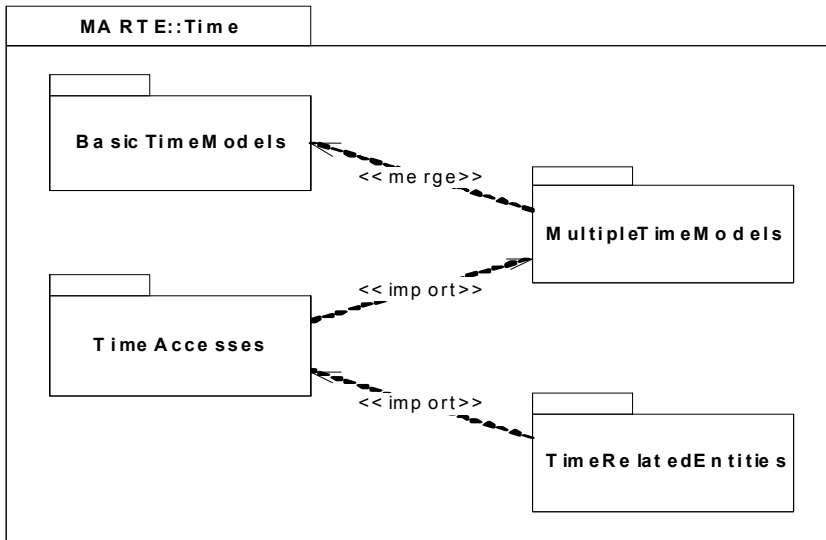 MARTE::Time
BasicTimeModels
<<merge>>
MultipleTimeModels
<<import>>
TimeAccesses
<<import>>
TimeRelatedEntities